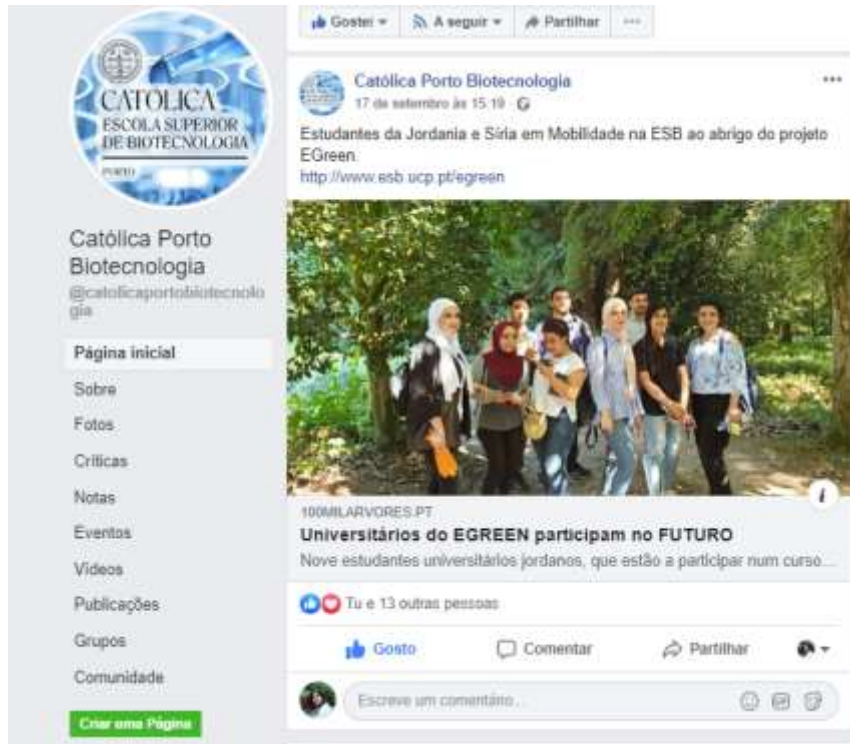 CATOLICA
ESCOLA SUPERIOR
DE BIOTECNOLOGIA
PORTO
Católica Porto
Biotecnologia
@catolicaportobiotecnolo
gia
Página inicial
Sobre
Fotos
Críticas
Notas
Eventos
Vídeos
Publicações
Grupos
Comunidade
Criar uma Página
Gostei
A seguir
Partilhar
Católica Porto Biotecnologia
17 de setembro às 15:19
Estudantes da Jordania e Síria em Mobilidade na ESB ao abrigo do projeto
EGreen.
http://www.esb.ucp.pt/egreen
100MILARVORES.PT
Universitários do EGREEN participam no FUTURO
Nove estudantes universitários jordanos, que estão a participar num curso...
Tu e 13 outras pessoas
Gosto
Comentar
Partilhar
Escreve um comentário...
GIF